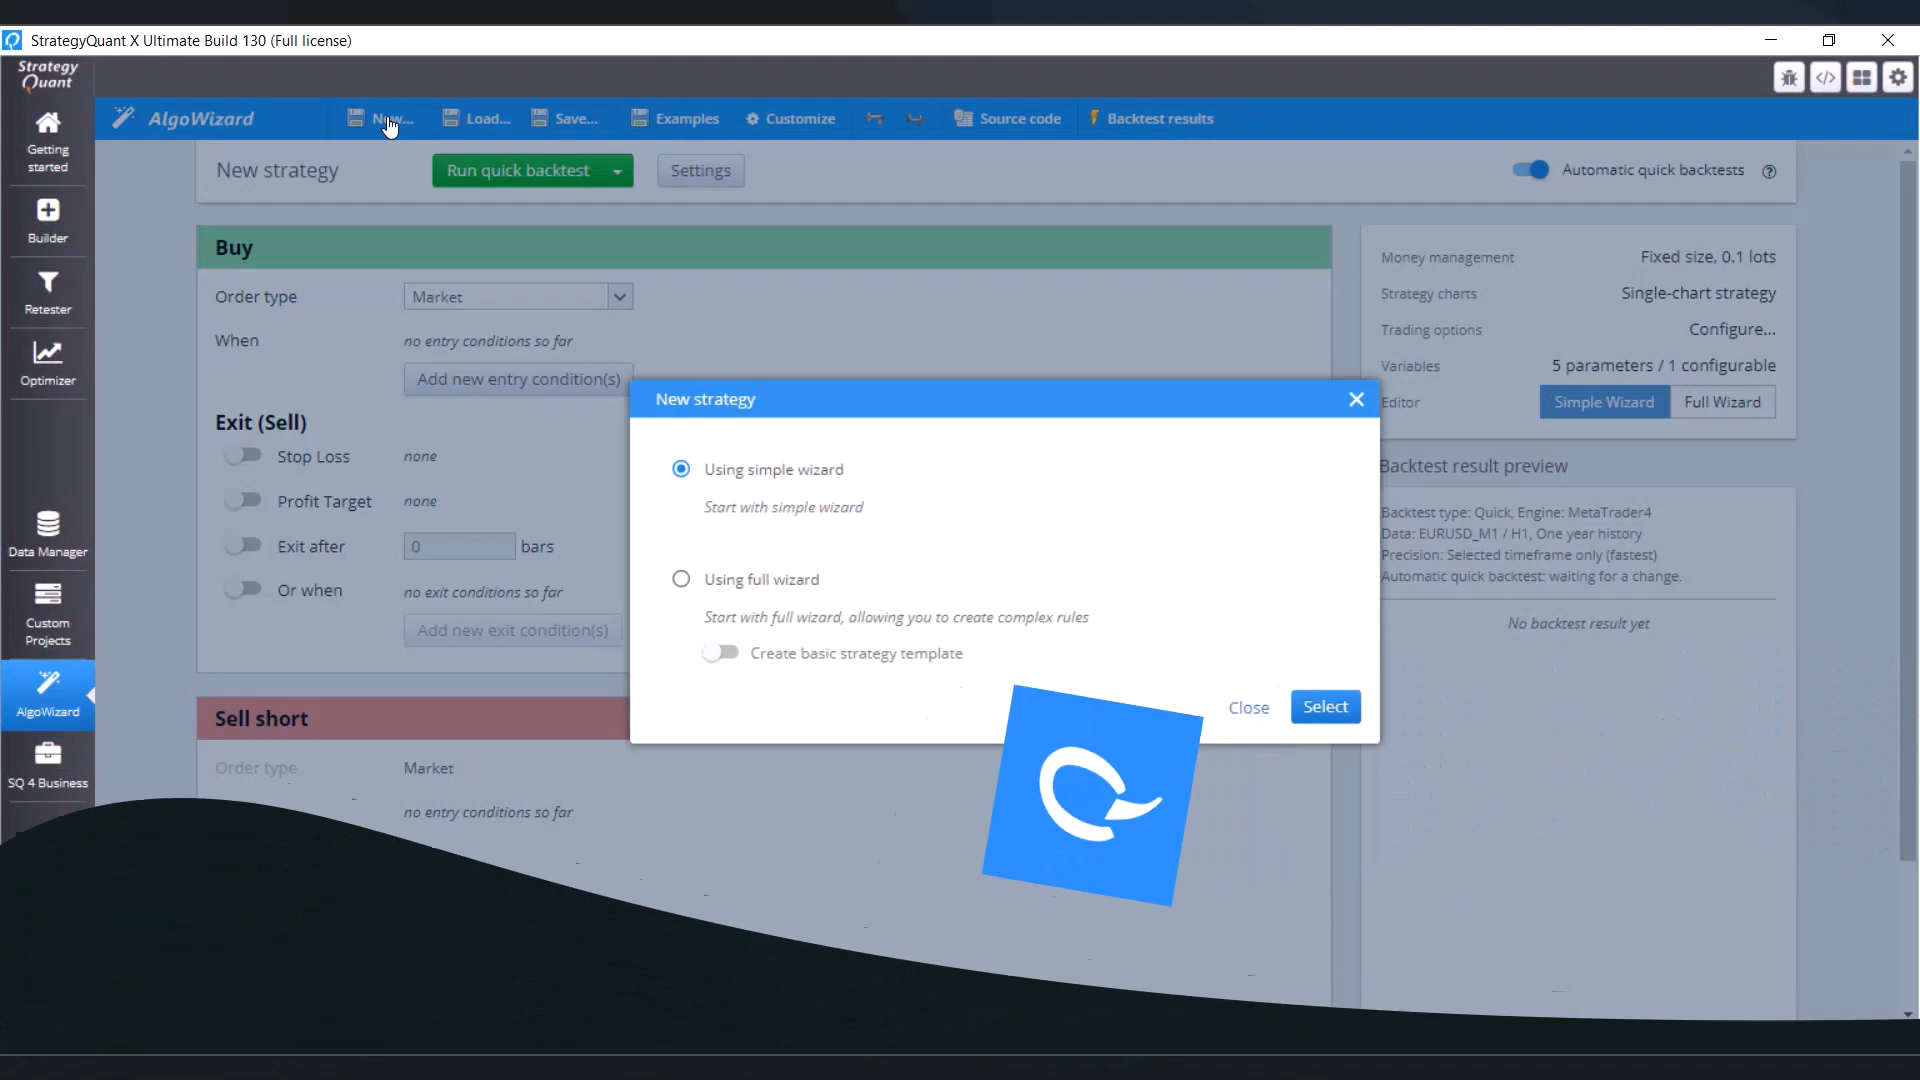 StrategyQuant X Ultimate Build 130 (Full license)
Strategy
Quant
Getting
started
Builder
Retester
Optimizer
Data Manager
Custom
Projects
AlgoWizard
SQ 4 Business
AlgoWizard
New...
Load...
Save...
Examples
Customize
Source code
Backtest results
New strategy
Run quick backtest
Settings
Automatic quick backtests
Buy
Order type
Market
When
no entry conditions so far
Add new entry condition(s)
Exit (Sell)
Stop Loss
none
Profit Target
none
Exit after
0
bars
Or when
no exit conditions so far
Add new exit condition(s)
Sell short
Order type
Market
no entry conditions so far
New strategy
Using simple wizard
Start with simple wizard
Using full wizard
Start with full wizard, allowing you to create complex rules
Create basic strategy template
Close
Select
Money management
Fixed size, 0.1 lots
Strategy charts
Single-chart strategy
Trading options
Configure...
Variables
5 parameters / 1 configurable
Editor
Simple Wizard
Full Wizard
Backtest result preview
Backtest type: Quick, Engine: MetaTrader4
Data: EURUSD_M1 / H1, One year history
Precision: Selected timeframe only (fastest)
Automatic quick backtest: waiting for a change.
No backtest result yet